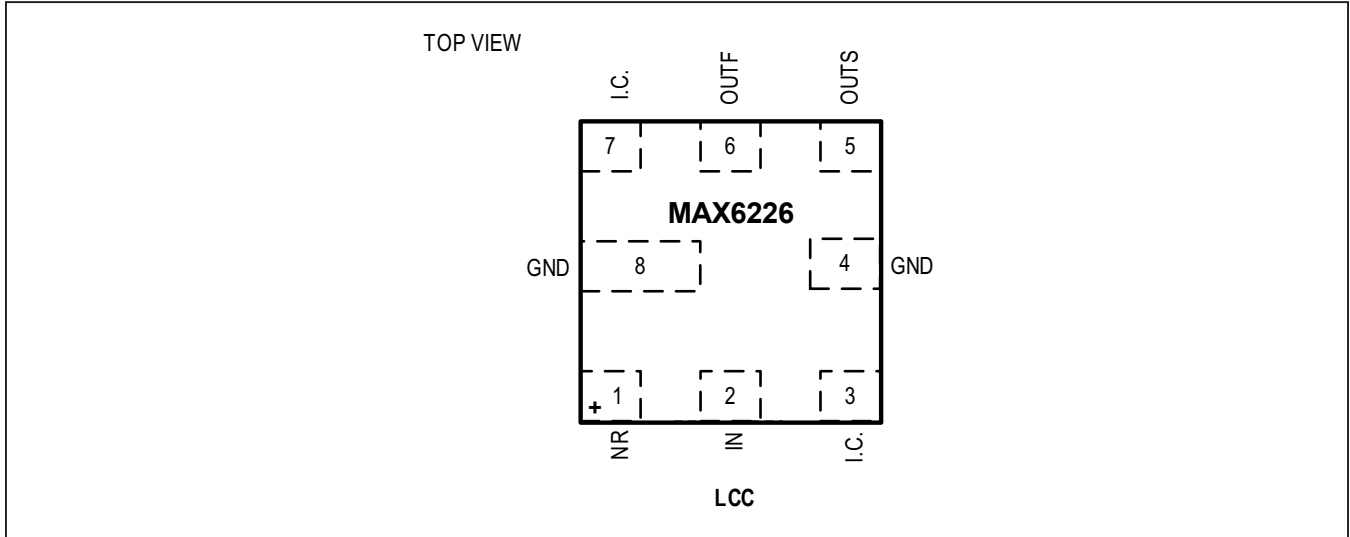 TOP VIEW
I.C.
OUTF
OUTS
7
6
5
MAX6226
GND
8
4
GND
1
2
3
+
NR
IN
I.C.
LCC